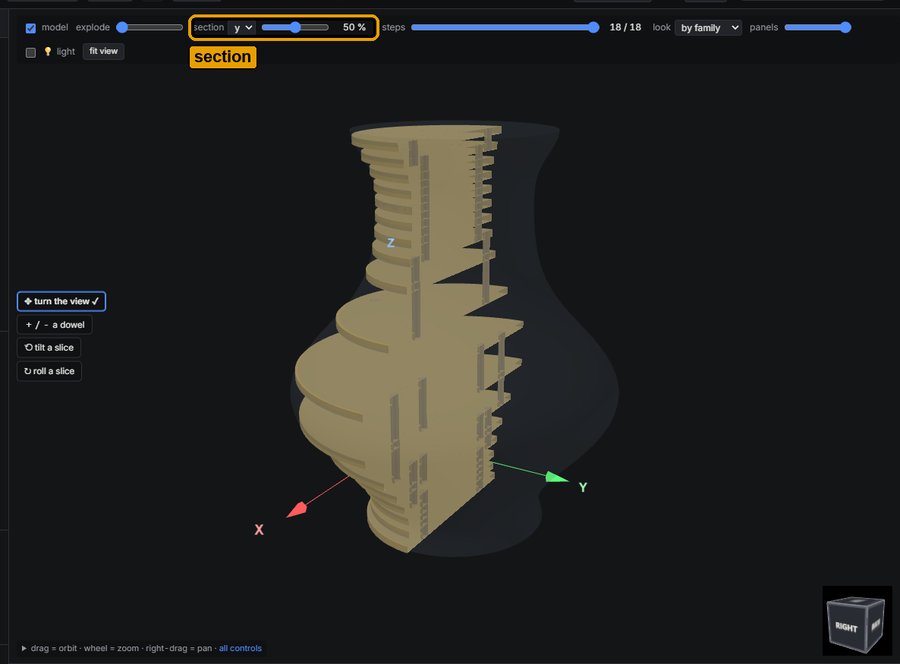 model explode section y 50 % steps 18 / 18 look by family panels
light fit view
section
Z
turn the view ✓
+ / - a dowel
tilt a slice
roll a slice
Y
X
RIGHT
drag = orbit · wheel = zoom · right-drag = pan · all controls